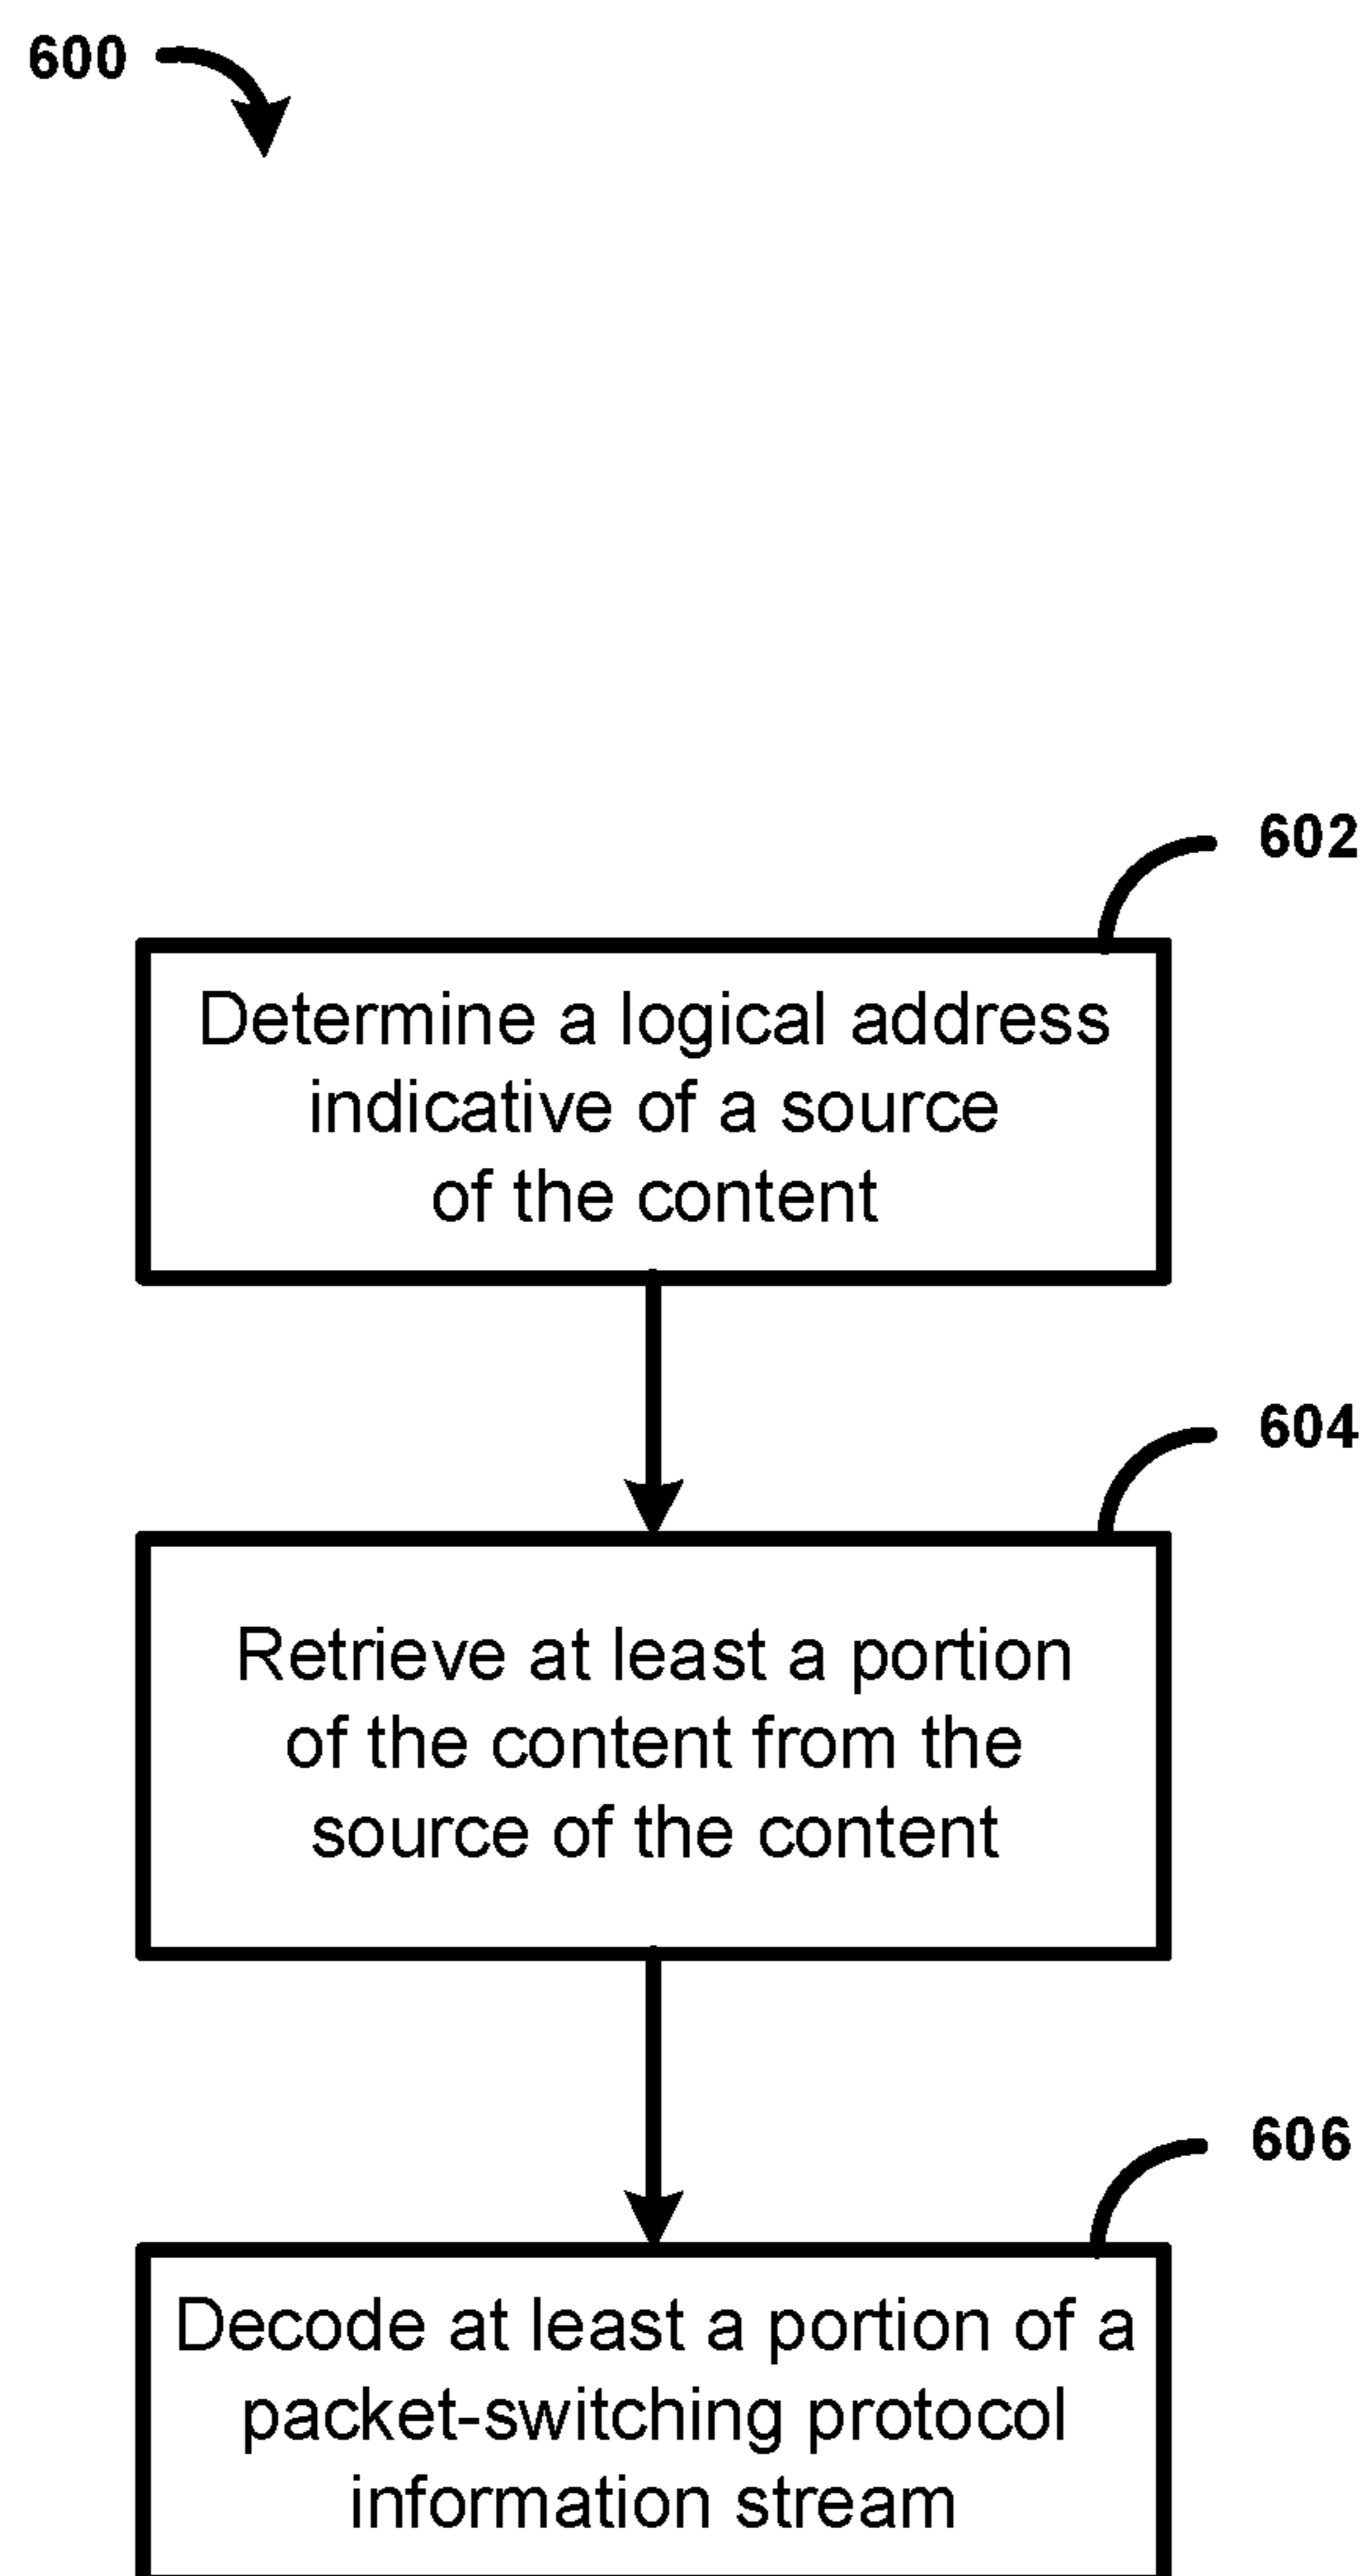 600
602
Determine a logical address
indicative of a source
of the content
604
Retrieve at least a portion
of the content from the
source of the content
606
Decode at least a portion of a
packet-switching protocol
information stream